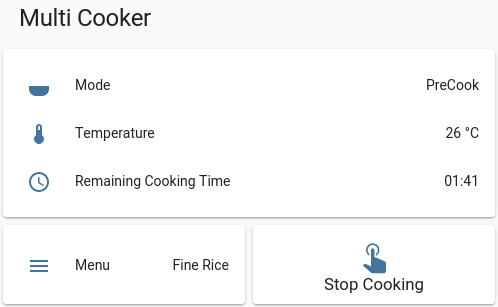 Multi Cooker
Mode PreCook
Temperature 26 °C
Remaining Cooking Time 01:41
Menu Fine Rice
Stop Cooking